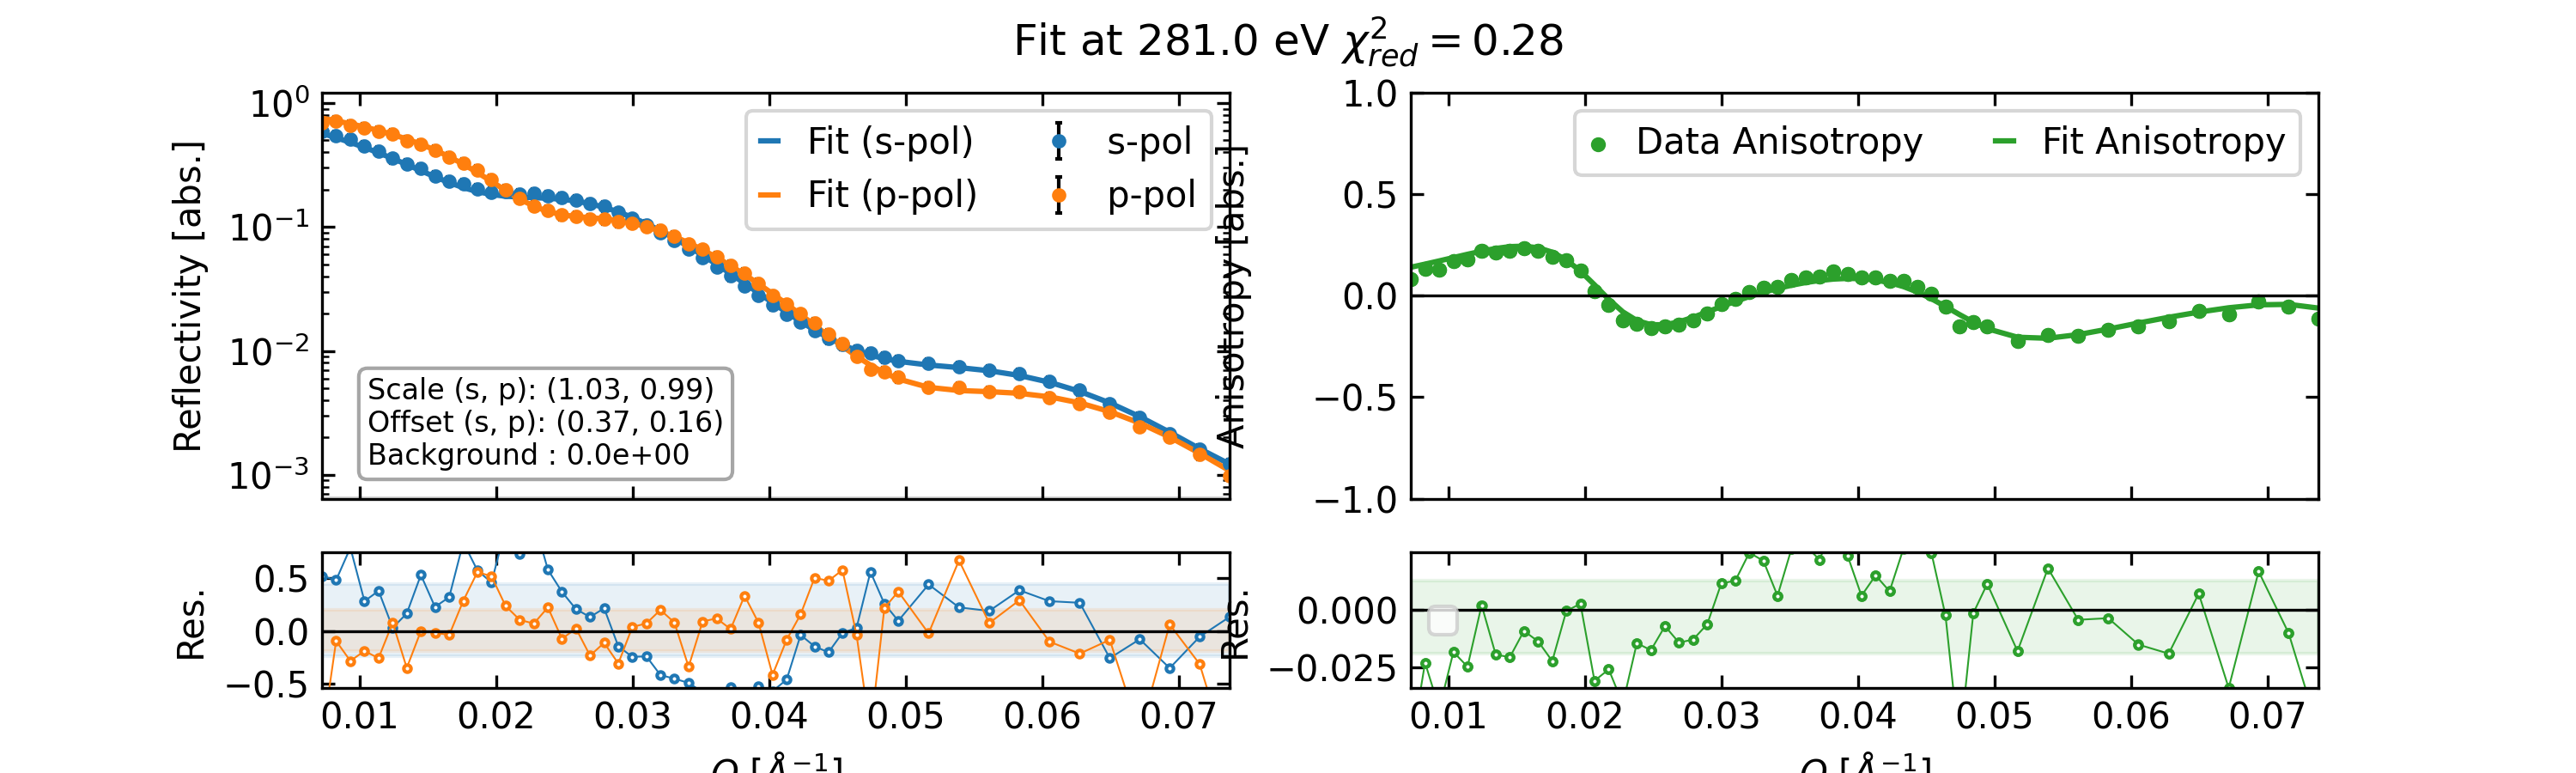 Fit at 281.0 eV χ²_red = 0.28
Reflectivity [abs.]
10⁰
10⁻¹
10⁻²
10⁻³
Fit (s-pol)
Fit (p-pol)
s-pol
p-pol
Scale (s, p): (1.03, 0.99)
Offset (s, p): (0.37, 0.16)
Background : 0.0e+00
Anisotropy [abs.]
1.0
0.5
0.0
−0.5
−1.0
Data Anisotropy
Fit Anisotropy
Res.
0.5
0.0
−0.5
0.01 0.02 0.03 0.04 0.05 0.06 0.07
Q [Å⁻¹]
Res.
0.000
−0.025
0.01 0.02 0.03 0.04 0.05 0.06 0.07
Q [Å⁻¹]